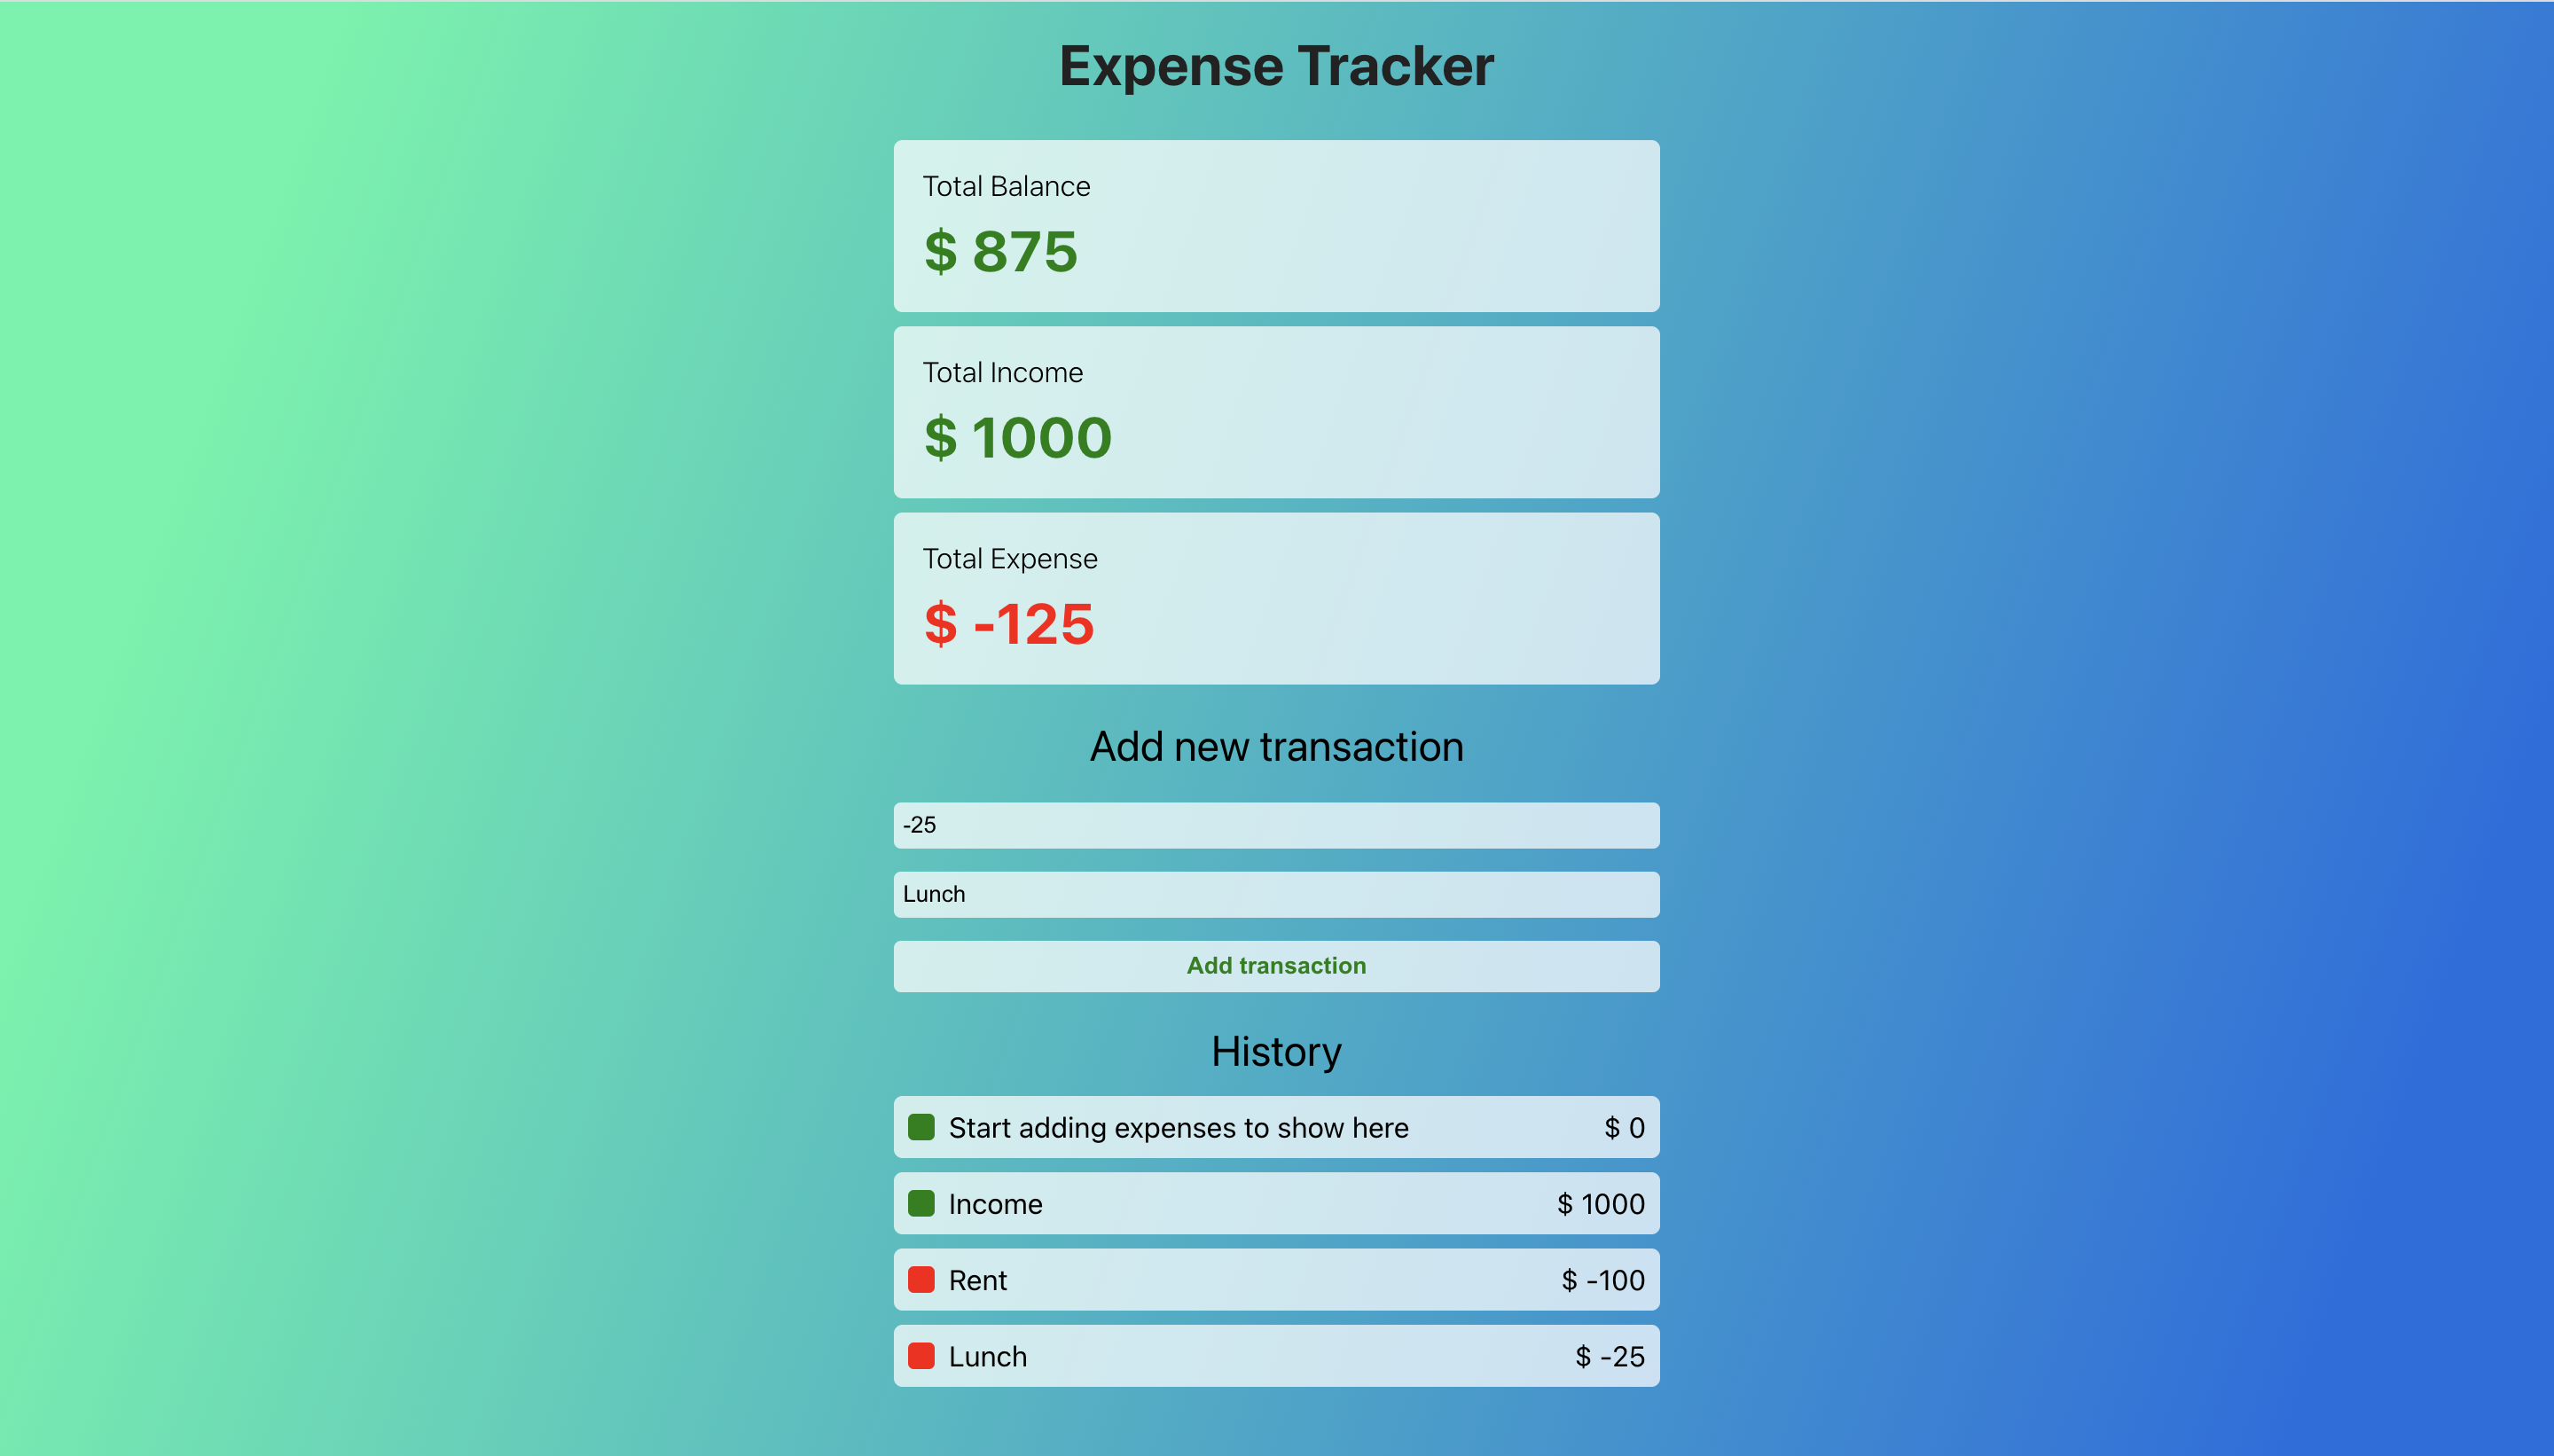 Expense Tracker
Total Balance
$ 875
Total Income
$ 1000
Total Expense
$ -125
Add new transaction
-25
Lunch
Add transaction
History
Start adding expenses to show here $ 0
Income $ 1000
Rent $ -100
Lunch $ -25